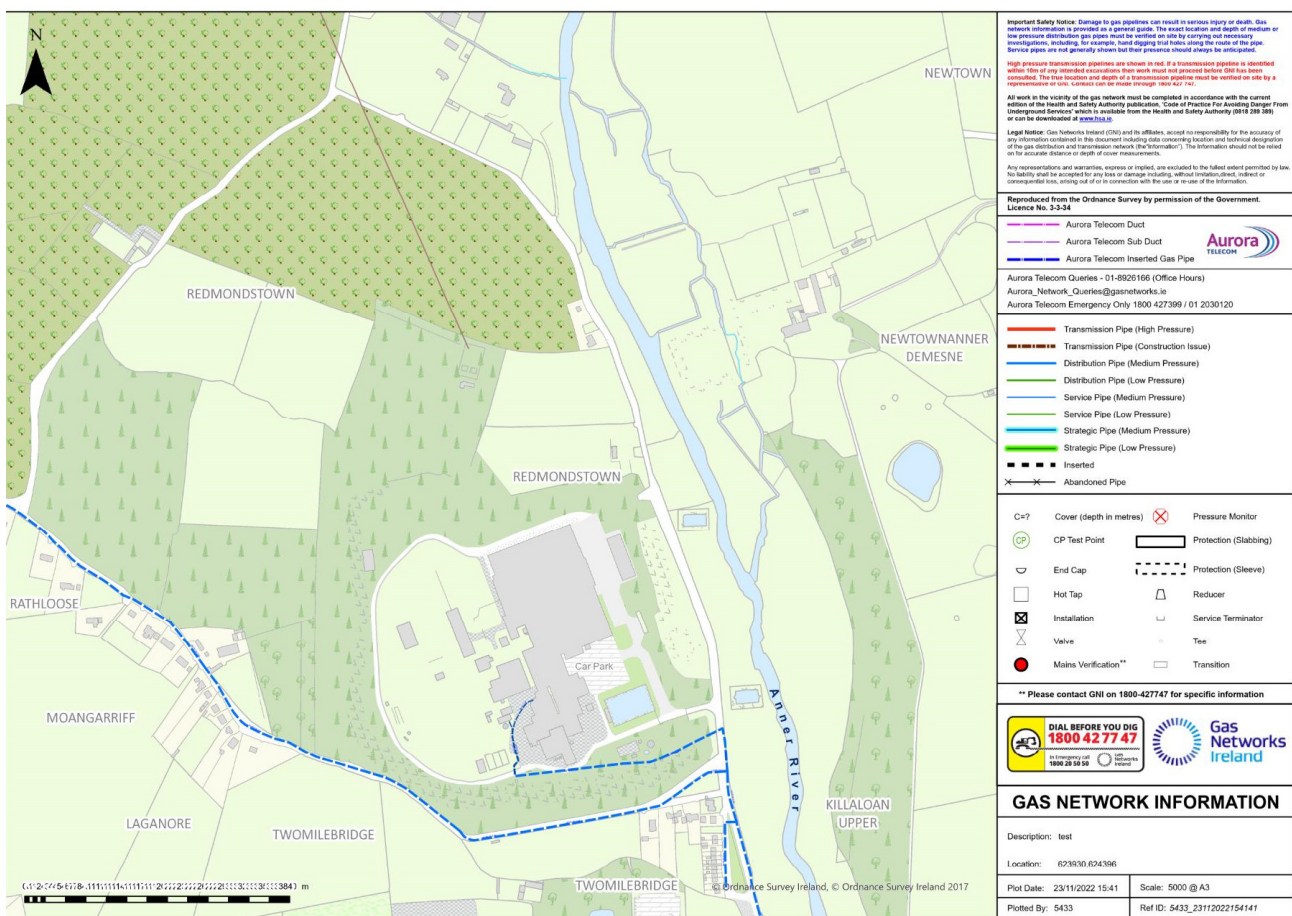 N
NEWTOWN
REDMONDSTOWN
NEWTOWNANNER
DEMESNE
REDMONDSTOWN
RATHLOOSE
Car Park
MOANGARRIFF
Anner River
LAGANORE
TWOMILEBRIDGE
KILLALOAN
UPPER
TWOMILEBRIDGE
m
© Ordnance Survey Ireland, © Ordnance Survey Ireland 2017
Important Safety Notice: Damage to gas pipelines can result in serious injury or death. Gas
network information is provided as a general guide. The exact location and depth of medium or
low pressure distribution gas pipes must be verified on site by carrying out necessary
investigations, including, for example, hand digging trial holes along the route of the pipe.
Service pipes are not generally shown but their presence should always be anticipated.
High pressure transmission pipelines are shown in red. If a transmission pipeline is identified
within 10m of any intended excavations then work must not proceed before GNI has been
consulted. The true location and depth of a transmission pipeline must be verified on site by a
representative of GNI. Contact can be made through 1800 427 747.
All work in the vicinity of the gas network must be completed in accordance with the current
edition of the Health and Safety Authority publication, 'Code of Practice For Avoiding Danger From
Underground Services' which is available from the Health and Safety Authority (0818 289 389)
or can be downloaded at www.hsa.ie.
Legal Notice: Gas Networks Ireland (GNI) and its affiliates, accept no responsibility for the accuracy of
any information contained in this document including data concerning location and technical designation
of the gas distribution and transmission network (the"Information"). The Information should not be relied
on for accurate distance or depth of cover measurements.
Any representations and warranties, express or implied, are excluded to the fullest extent permitted by law.
No liability shall be accepted for any loss or damage including, without limitation,direct, indirect or
consequential loss, arising out of or in connection with the use or re-use of the Information.
Reproduced from the Ordnance Survey by permission of the Government.
Licence No. 3-3-34
Aurora Telecom Duct
Aurora Telecom Sub Duct
Aurora Telecom Inserted Gas Pipe
Aurora
TELECOM
Aurora Telecom Queries - 01-8926166 (Office Hours)
Aurora_Network_Queries@gasnetworks.ie
Aurora Telecom Emergency Only 1800 427399 / 01 2030120
Transmission Pipe (High Pressure)
Transmission Pipe (Construction Issue)
Distribution Pipe (Medium Pressure)
Distribution Pipe (Low Pressure)
Service Pipe (Medium Pressure)
Service Pipe (Low Pressure)
Strategic Pipe (Medium Pressure)
Strategic Pipe (Low Pressure)
Inserted
Abandoned Pipe
C=? Cover (depth in metres) Pressure Monitor
CP CP Test Point Protection (Slabbing)
End Cap Protection (Sleeve)
Hot Tap Reducer
Installation Service Terminator
Valve Tee
Mains Verification** Transition
** Please contact GNI on 1800-427747 for specific information
DIAL BEFORE YOU DIG
1800 42 77 47
In Emergency call
1800 20 50 50
Gas
Networks
Ireland
Gas
Networks
Ireland
GAS NETWORK INFORMATION
Description: test
Location: 623930,624396
Plot Date: 23/11/2022 15:41 Scale: 5000 @ A3
Plotted By: 5433 Ref ID: 5433_23112022154141